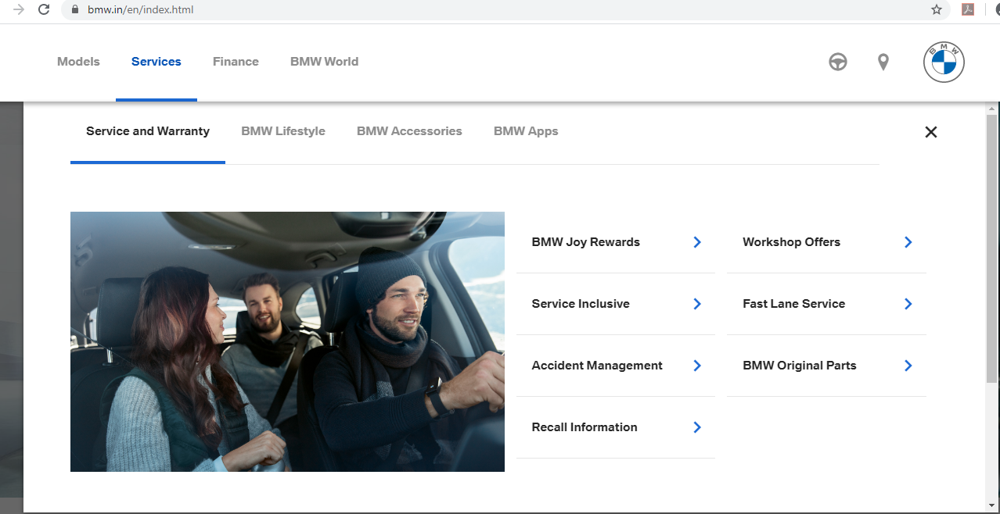 bmw.in/en/index.html
Models Services Finance BMW World
BMW
Service and Warranty BMW Lifestyle BMW Accessories BMW Apps
BMW Joy Rewards Workshop Offers
Service Inclusive Fast Lane Service
Accident Management BMW Original Parts
Recall Information